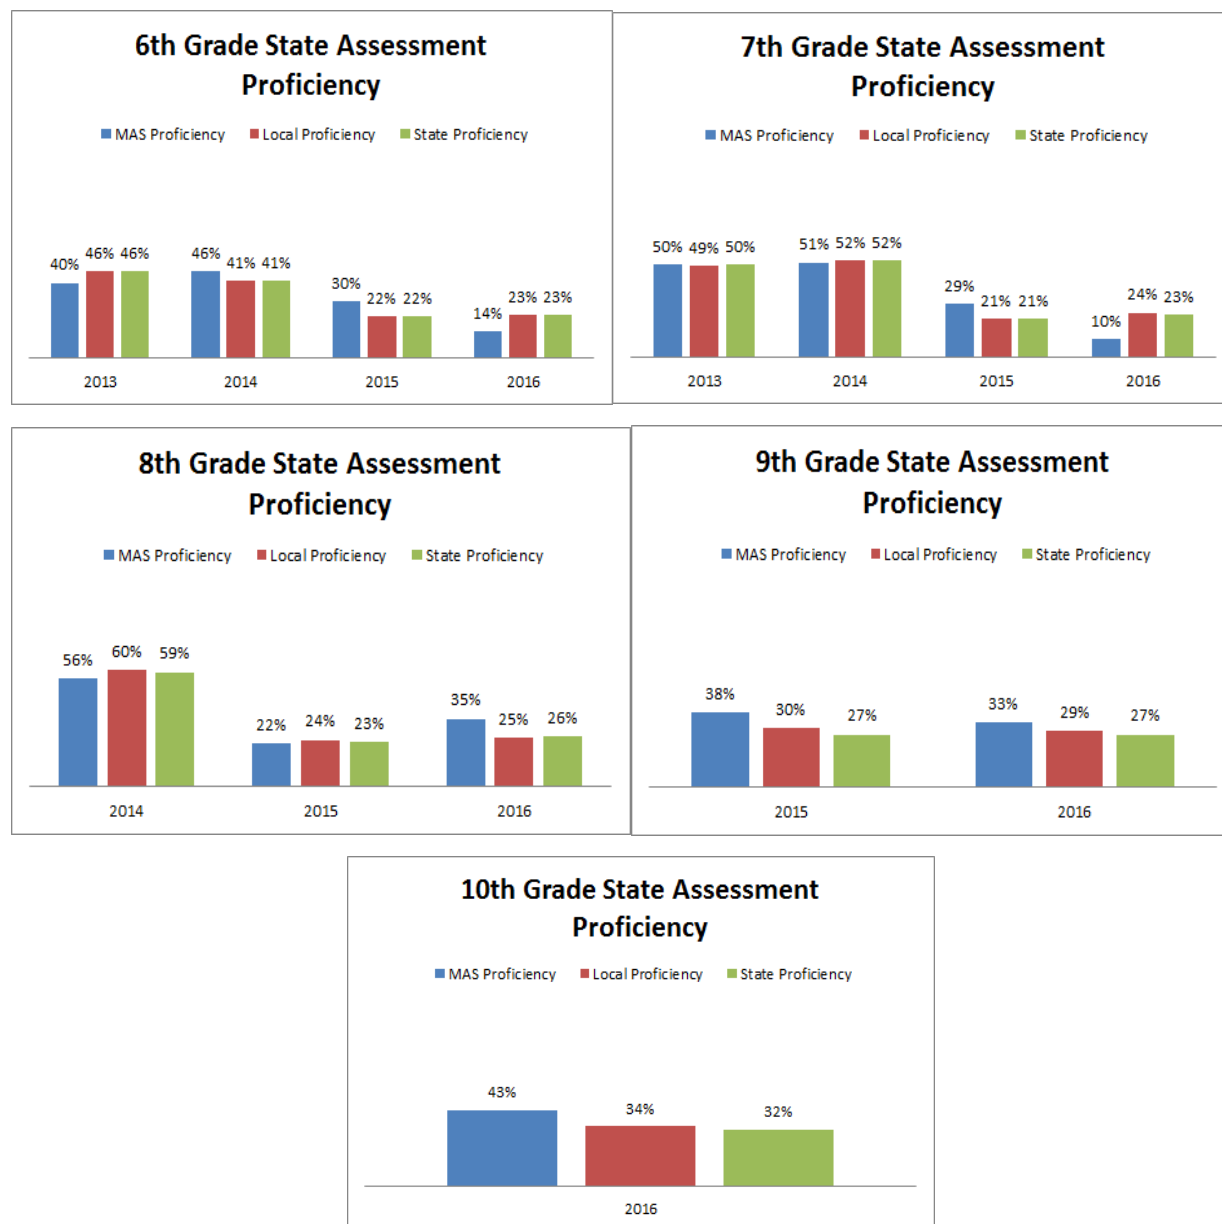 6th Grade State Assessment
Proficiency
MAS Proficiency Local Proficiency State Proficiency
40% 46% 46% 46% 41% 41% 30% 22% 22% 14% 23% 23%
2013 2014 2015 2016
7th Grade State Assessment
Proficiency
MAS Proficiency Local Proficiency State Proficiency
50% 49% 50% 51% 52% 52% 29% 21% 21% 10% 24% 23%
2013 2014 2015 2016
8th Grade State Assessment
Proficiency
MAS Proficiency Local Proficiency State Proficiency
56% 60% 59% 22% 24% 23% 35% 25% 26%
2014 2015 2016
9th Grade State Assessment
Proficiency
MAS Proficiency Local Proficiency State Proficiency
38% 30% 27% 33% 29% 27%
2015 2016
10th Grade State Assessment
Proficiency
MAS Proficiency Local Proficiency State Proficiency
43% 34% 32%
2016